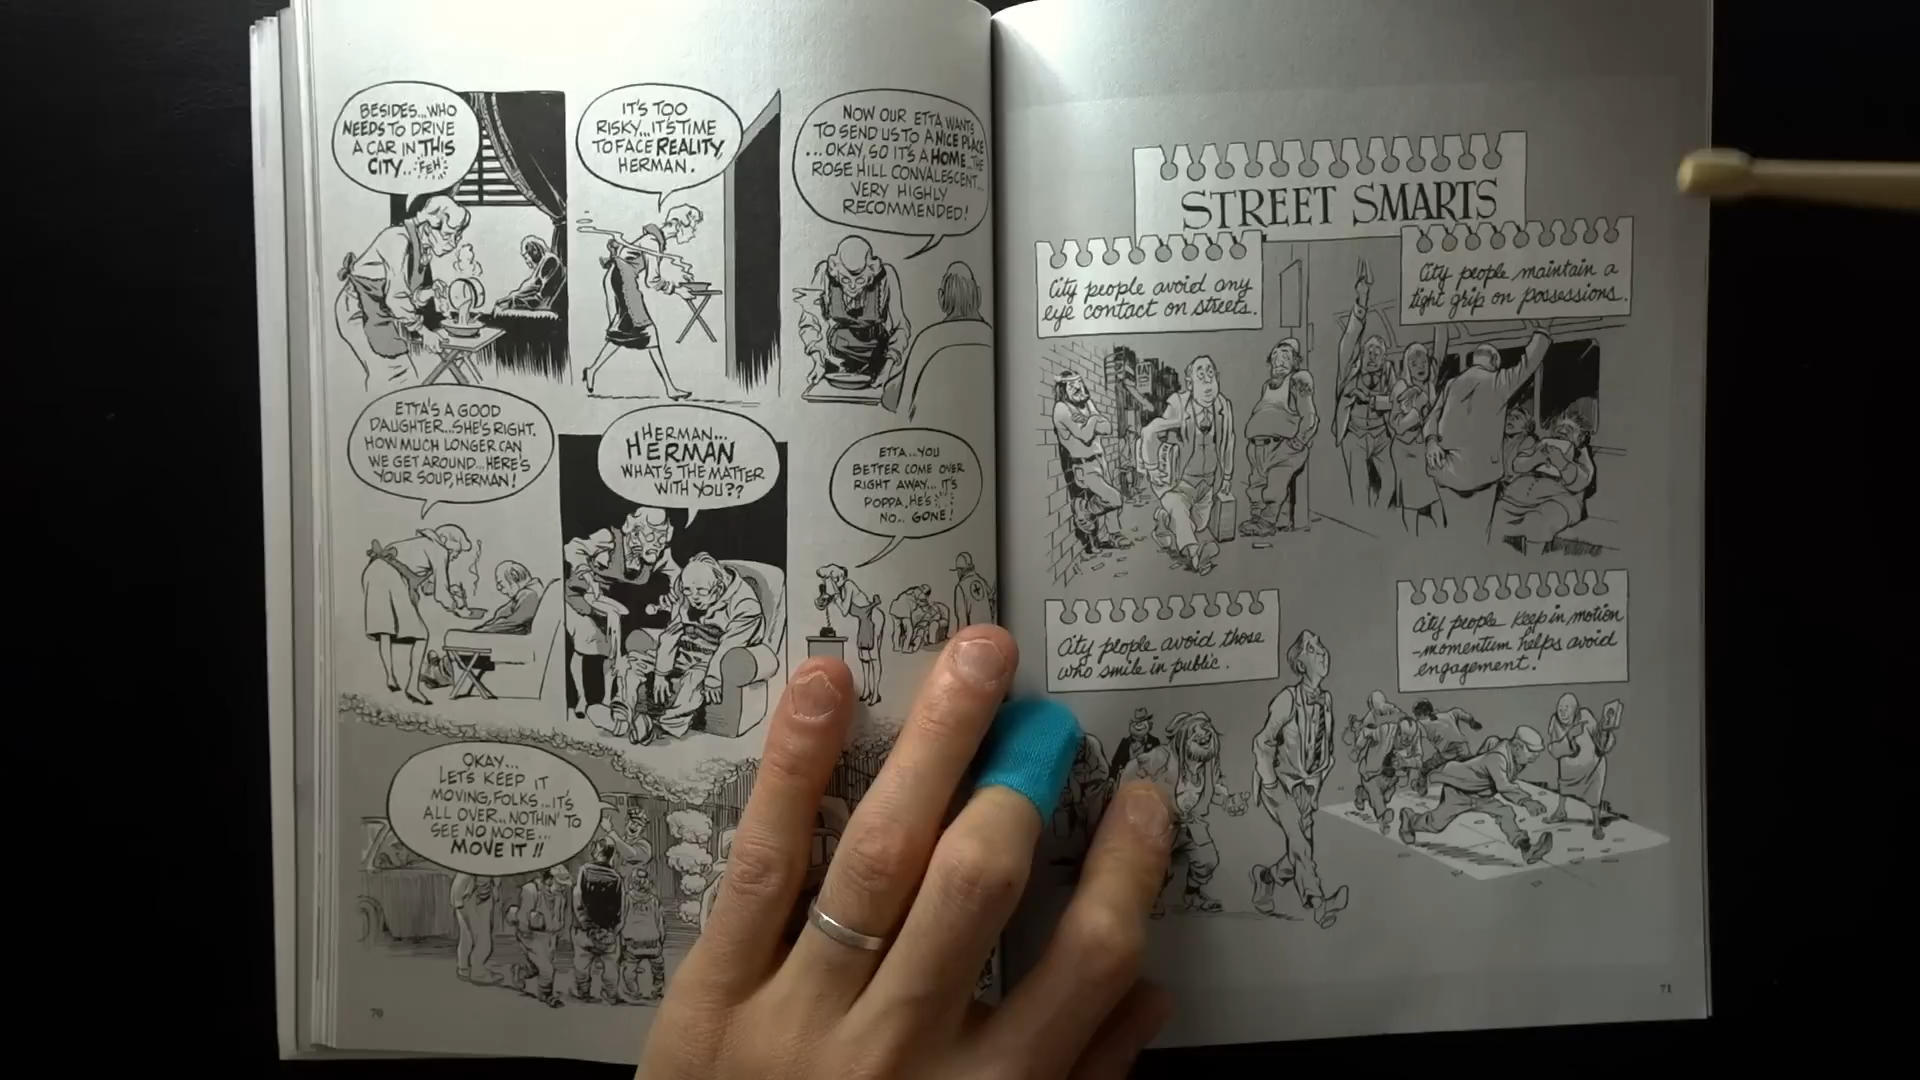 BESIDES...WHO
NEEDS TO DRIVE
A CAR IN THIS
CITY...FEH
IT'S TOO
RISKY...IT'S TIME
TO FACE REALITY,
HERMAN.
NOW OUR ETTA WANTS
TO SEND US TO A NICE PLACE
...OKAY, SO IT'S A HOME...THE
ROSE HILL CONVALESCENT...
VERY HIGHLY
RECOMMENDED!
ETTA'S A GOOD
DAUGHTER...SHE'S RIGHT.
HOW MUCH LONGER CAN
WE GET AROUND...HERE'S
YOUR SOUP, HERMAN!
HERMAN...
HERMAN
WHAT'S THE MATTER
WITH YOU??
ETTA...YOU
BETTER COME OVER
RIGHT AWAY...IT'S
POPPA, HE'S
NO.. GONE!
OKAY...
LETS KEEP IT
MOVING, FOLKS...IT'S
ALL OVER..NOTHIN' TO
SEE NO MORE...
MOVE IT!!
70
STREET SMARTS
City people avoid any
eye contact on streets.
City people maintain a
tight grip on possessions.
City people avoid those
who smile in public.
City people keep in motion
-momentum helps avoid
engagement.
71